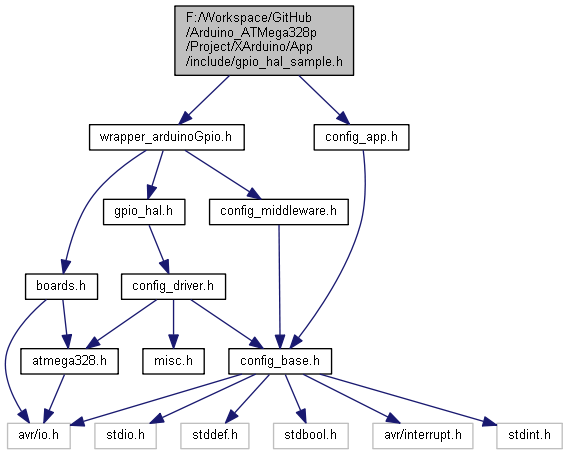 F:/Workspace/GitHub
/Arduino_ATMega328p
/Project/XArduino/App
/include/gpio_hal_sample.h
wrapper_arduinoGpio.h
config_app.h
gpio_hal.h
config_middleware.h
boards.h
config_driver.h
atmega328.h
misc.h
config_base.h
avr/io.h
stdio.h
stddef.h
stdbool.h
avr/interrupt.h
stdint.h